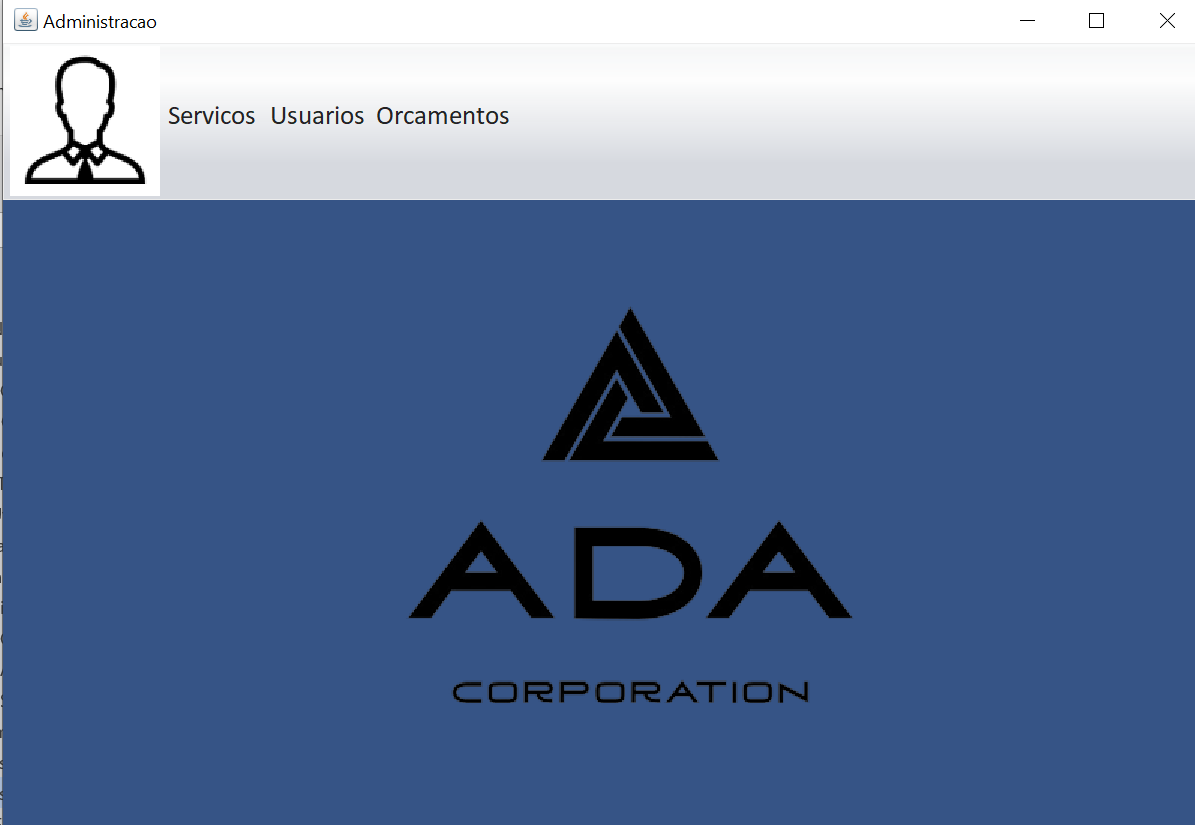 Administracao
Servicos Usuarios Orcamentos
ADA
CORPORATION